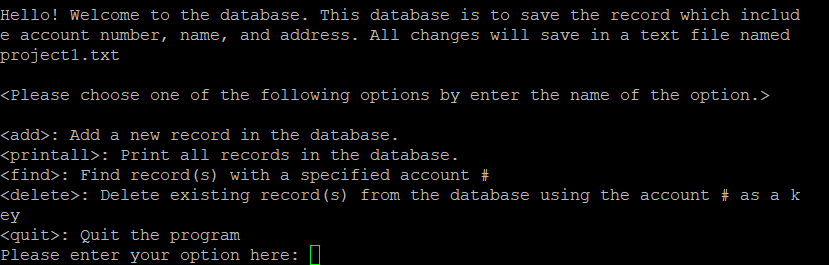 Hello! Welcome to the database. This database is to save the record which includ
e account number, name, and address. All changes will save in a text file named
project1.txt
<Please choose one of the following options by enter the name of the option.>
<add>: Add a new record in the database.
<printall>: Print all records in the database.
<find>: Find record(s) with a specified account #
<delete>: Delete existing record(s) from the database using the account # as a k
ey
<quit>: Quit the program
Please enter your option here: